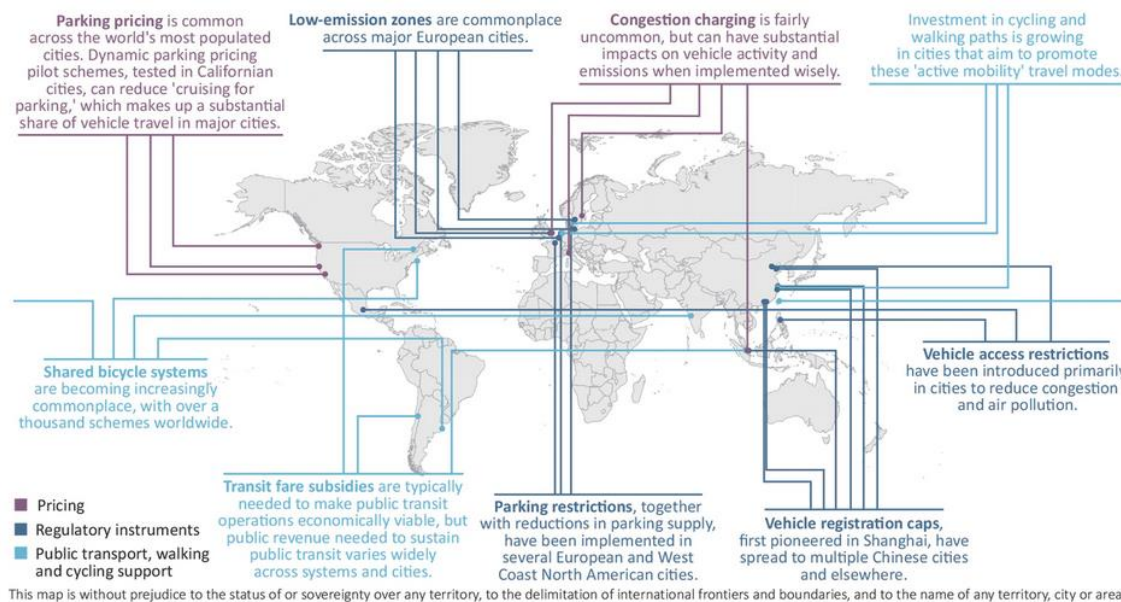 Parking pricing is common
across the world's most populated
cities. Dynamic parking pricing
pilot schemes, tested in Californian
cities, can reduce 'cruising for
parking,' which makes up a substantial
share of vehicle travel in major cities.
Low-emission zones are commonplace
across major European cities.
Congestion charging is fairly
uncommon, but can have substantial
impacts on vehicle activity and
emissions when implemented wisely.
Investment in cycling and
walking paths is growing
in cities that aim to promote
these 'active mobility' travel modes.
Shared bicycle systems
are becoming increasingly
commonplace, with over a
thousand schemes worldwide.
Vehicle access restrictions
have been introduced primarily
in cities to reduce congestion
and air pollution.
Transit fare subsidies are typically
needed to make public transit
operations economically viable, but
public revenue needed to sustain
public transit varies widely
across systems and cities.
Parking restrictions, together
with reductions in parking supply,
have been implemented in
several European and West
Coast North American cities.
Vehicle registration caps,
first pioneered in Shanghai, have
spread to multiple Chinese cities
and elsewhere.
Pricing
Regulatory instruments
Public transport, walking
and cycling support
This map is without prejudice to the status of or sovereignty over any territory, to the delimitation of international frontiers and boundaries, and to the name of any territory, city or area